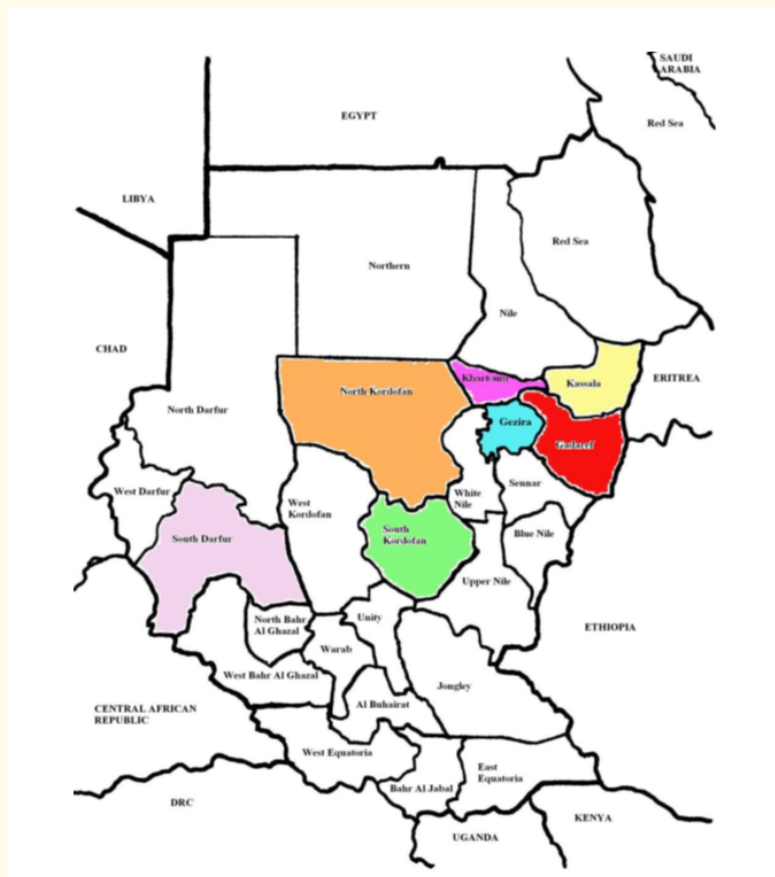 SAUDI
ARABIA
EGYPT
Red Sea
LIBYA
Red Sea
Northern
Nile
CHAD
Khartoum
Kassala
ERITREA
North Kordofan
North Darfur
Gezira
Gadaref
West Darfur
West
Kordofan
White
Nile
Sennar
South Darfur
South
Kordofan
Blue Nile
Upper Nile
North Bahr
Al Ghazal
Unity
ETHIOPIA
Warab
West Bahr Al Ghazal
Jongley
CENTRAL AFRICAN
REPUBLIC
Al Buhairat
West Equatoria
East
Equatoria
Bahr Al Jabal
DRC
KENYA
UGANDA